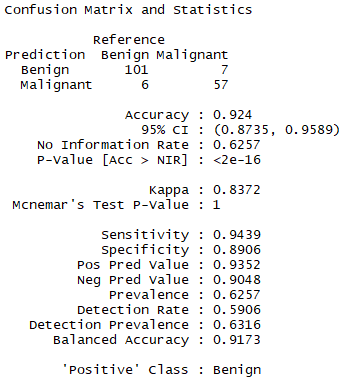 Confusion Matrix and Statistics
Reference
Prediction Benign Malignant
Benign 101 7
Malignant 6 57
Accuracy : 0.924
95% CI : (0.8735, 0.9589)
No Information Rate : 0.6257
P-Value [Acc > NIR] : <2e-16
Kappa : 0.8372
Mcnemar's Test P-Value : 1
Sensitivity : 0.9439
Specificity : 0.8906
Pos Pred Value : 0.9352
Neg Pred Value : 0.9048
Prevalence : 0.6257
Detection Rate : 0.5906
Detection Prevalence : 0.6316
Balanced Accuracy : 0.9173
'Positive' Class : Benign